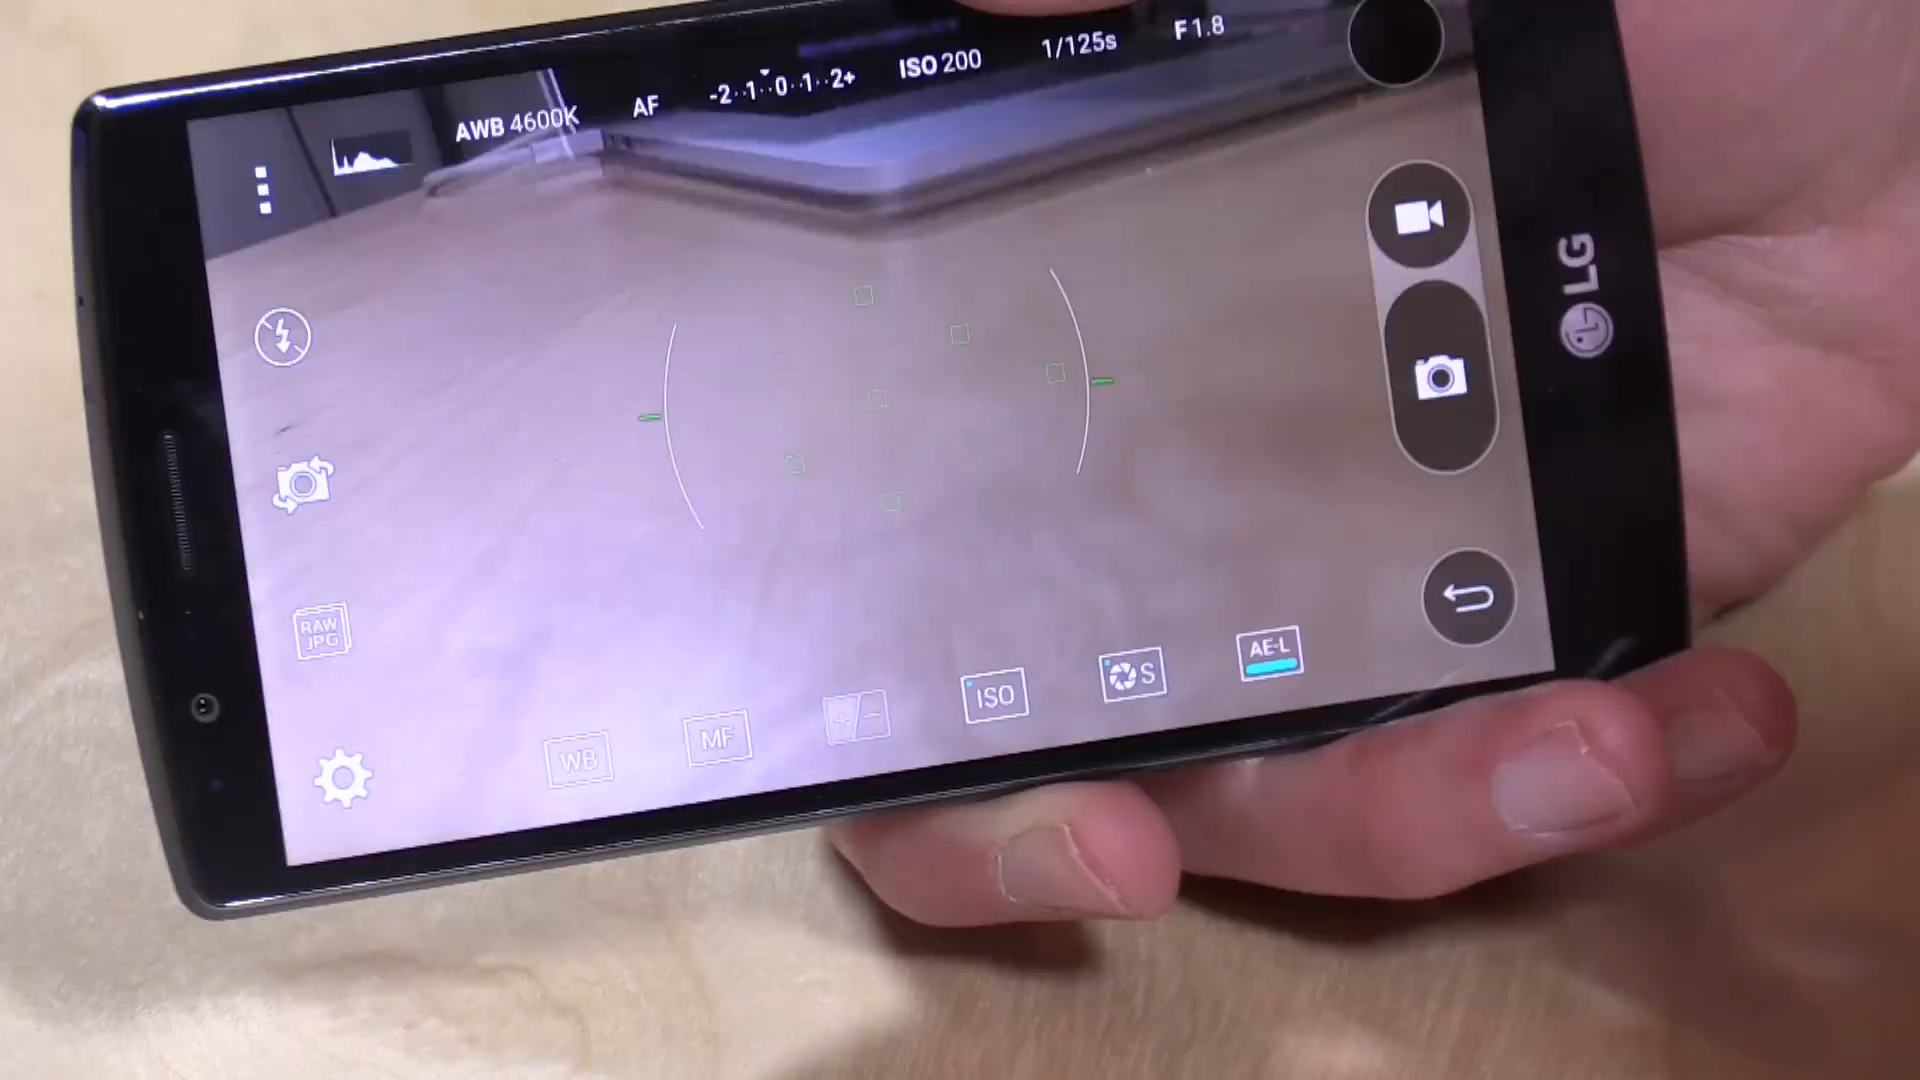 AWB 4600K AF -2··1··0··1··2+ ISO 200 1/125s F1.8
RAW
JPG
WB MF +/- ISO S AE-L
LG